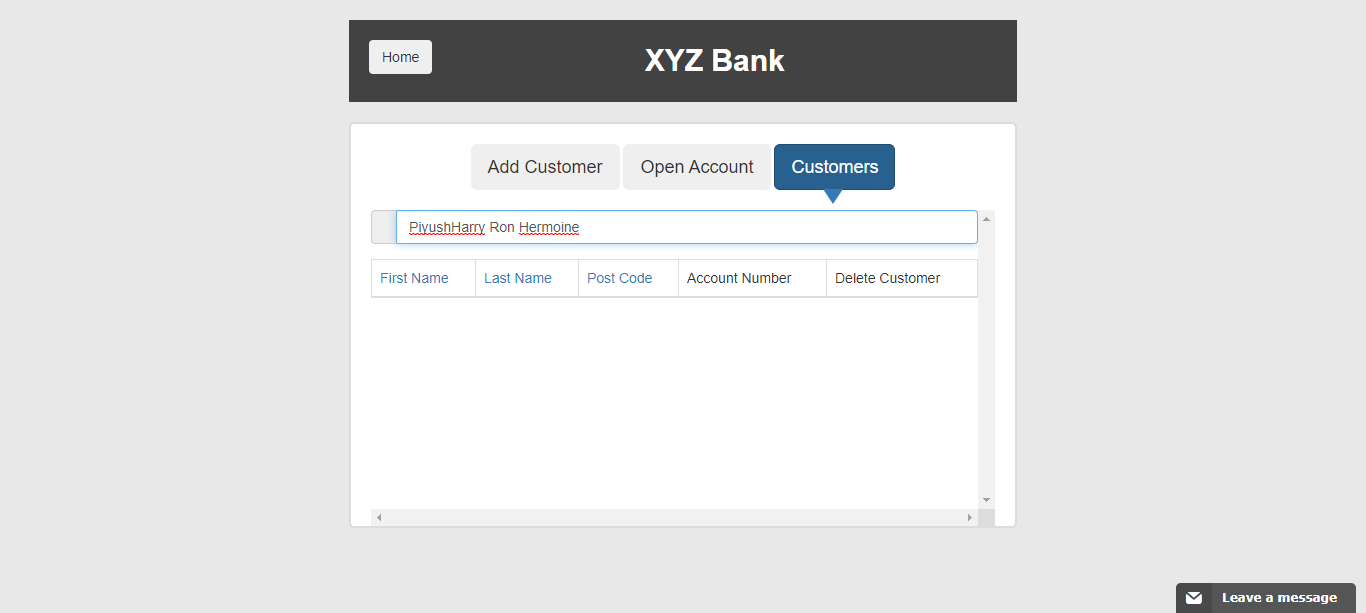 Home
XYZ Bank
Add Customer
Open Account
Customers
PiyushHarry Ron Hermoine
First Name
Last Name
Post Code
Account Number
Delete Customer
Leave a message